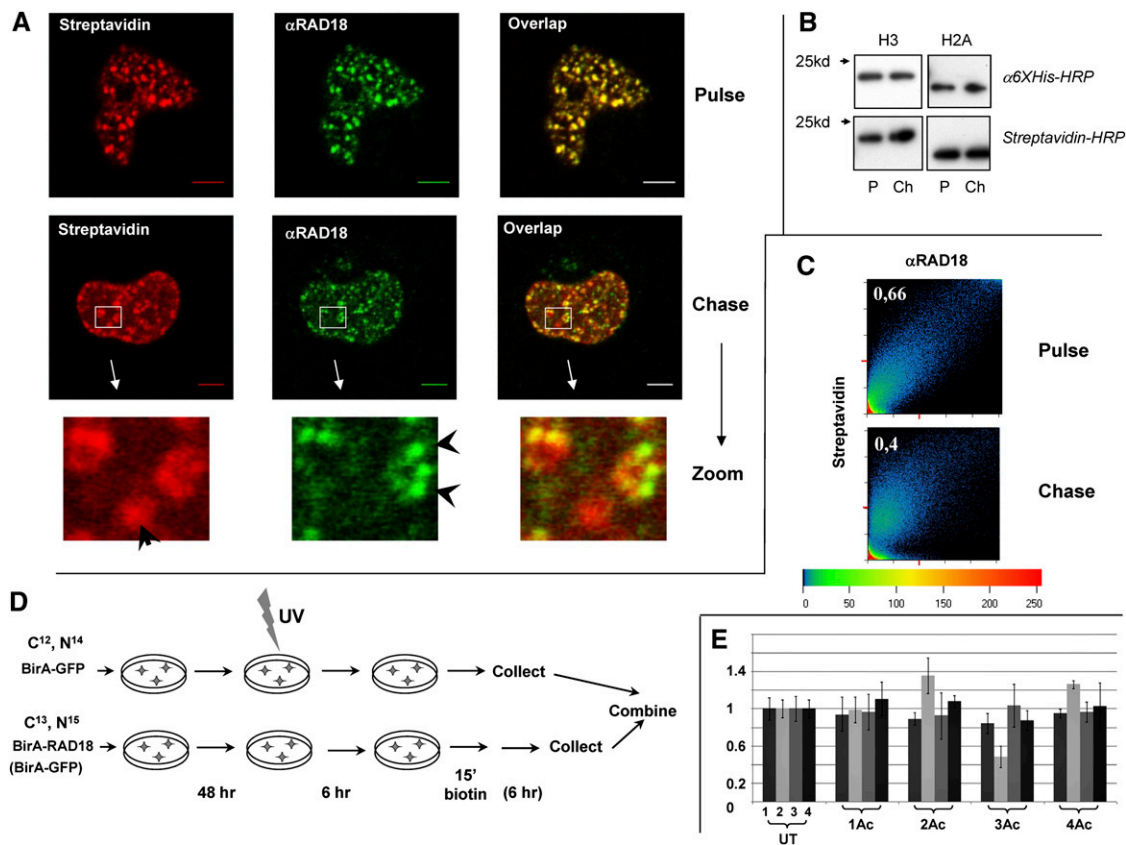 A
Streptavidin
αRAD18
Overlap
Pulse
Streptavidin
αRAD18
Overlap
Chase
Zoom
B
H3
H2A
25kd
α6XHis-HRP
25kd
Streptavidin-HRP
P
Ch
P
Ch
C
αRAD18
0,66
Pulse
Streptavidin
0,4
Chase
0
50
100
150
200
250
D
UV
C¹², N¹⁴
BirA-GFP
Collect
Combine
C¹³, N¹⁵
BirA-RAD18
(BirA-GFP)
Collect
48 hr
6 hr
15'
biotin
(6 hr)
E
1.4
1
0.6
0.2
0
1 2 3 4
UT
1Ac
2Ac
3Ac
4Ac